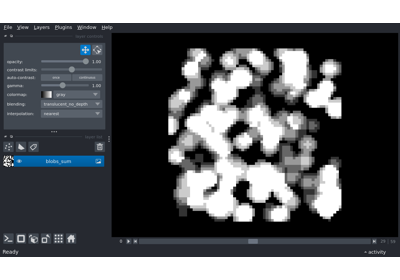 File View Layers Plugins Window Help
opacity: 1.00
contrast limits:
auto-contrast: once continuous
gamma: 1.00
colormap: gray
blending: translucent_no_depth
interpolation: nearest
blobs_sum
Ready
activity